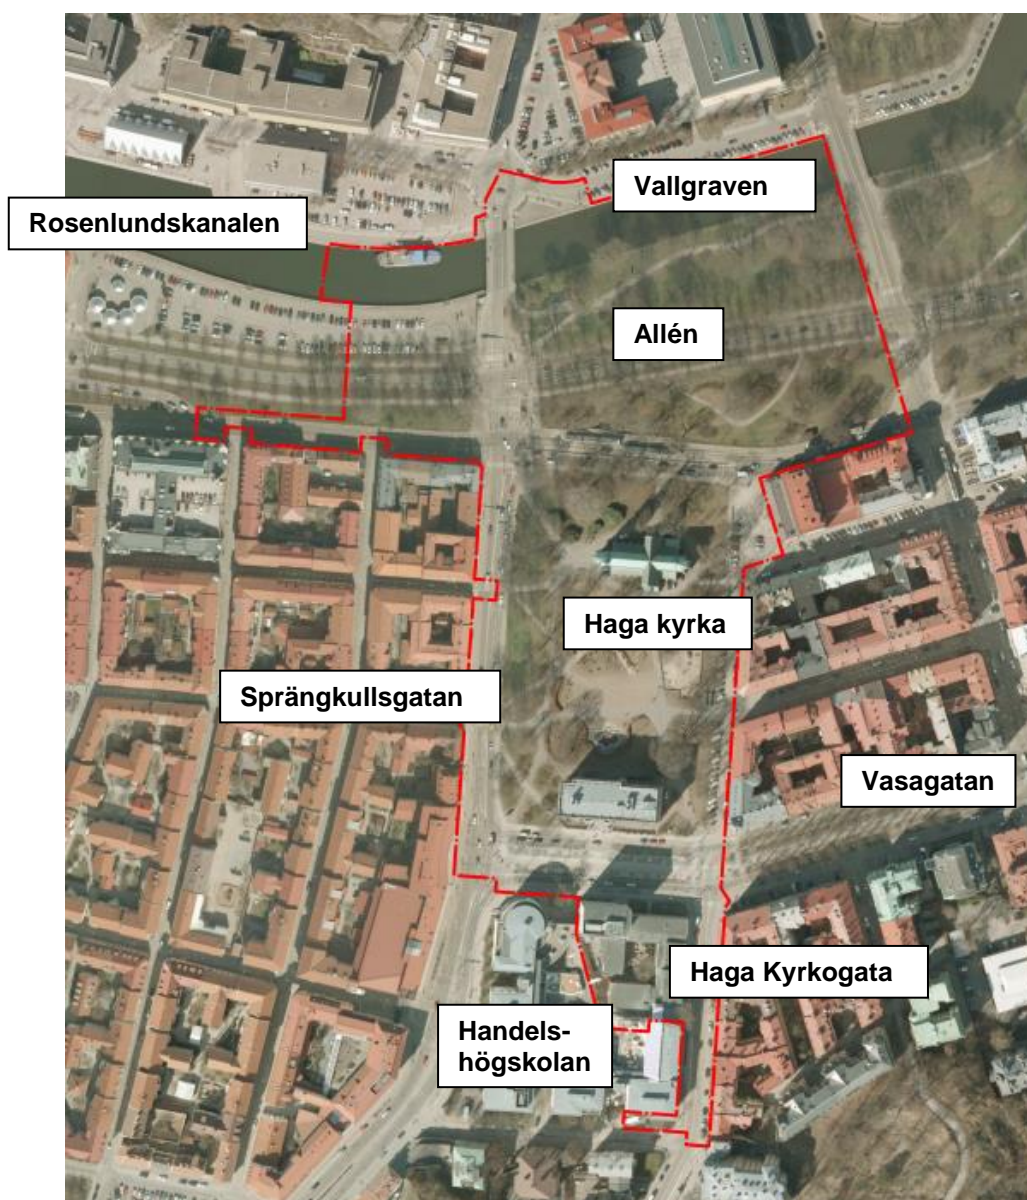 Vallgraven
Rosenlundskanalen
Allén
Haga kyrka
Sprängkullsgatan
Vasagatan
Haga Kyrkogata
Handels-
högskolan